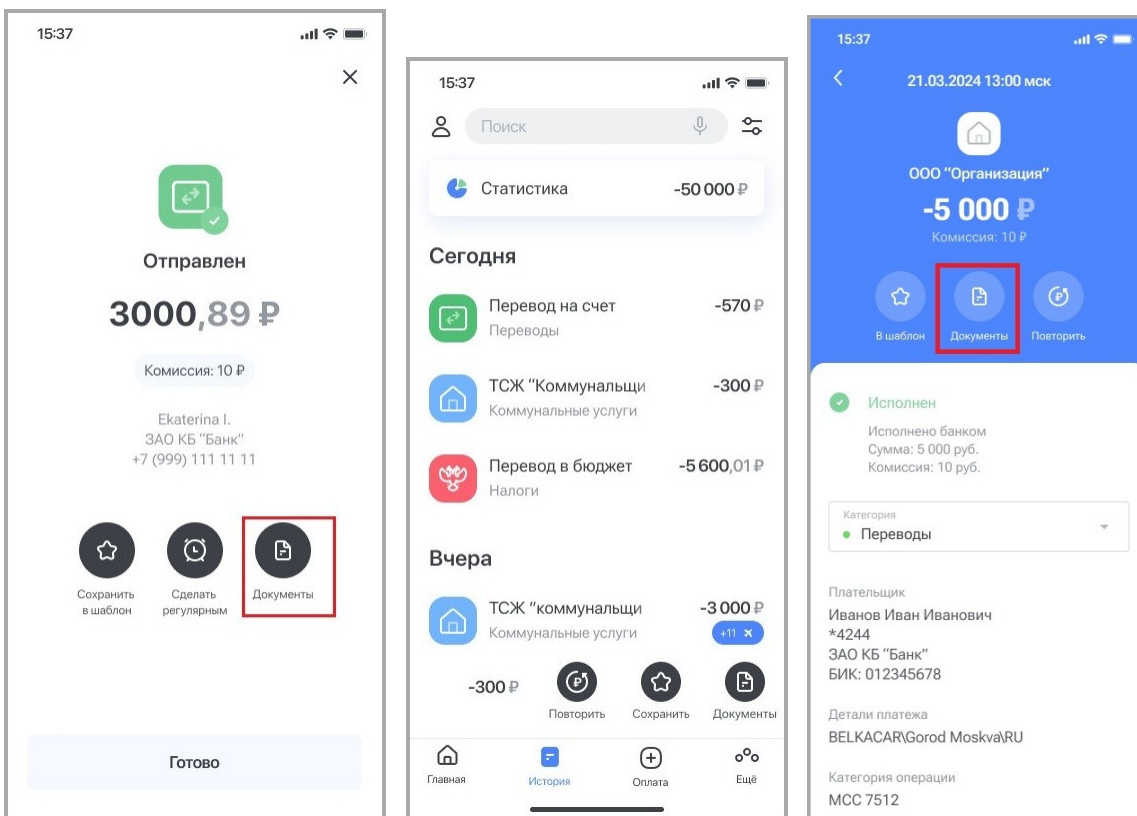 15:37
Отправлен
3000,89 ₽
Комиссия: 10 ₽
Ekaterina I.
ЗАО КБ "Банк"
+7 (999) 111 11 11
Сохранить
в шаблон
Сделать
регулярным
Документы
Готово
15:37
Поиск
Статистика -50 000 ₽
Сегодня
Перевод на счет -570 ₽
Переводы
ТСЖ "Коммунальщи -300 ₽
Коммунальные услуги
Перевод в бюджет -5 600,01 ₽
Налоги
Вчера
ТСЖ "коммунальщи -3 000 ₽
Коммунальные услуги +11
-300 ₽
Повторить Сохранить Документы
Главная История Оплата Ещё
15:37
21.03.2024 13:00 мск
ООО "Организация"
-5 000 ₽
Комиссия: 10 ₽
В шаблон Документы Повторить
Исполнен
Исполнено банком
Сумма: 5 000 руб.
Комиссия: 10 руб.
Категория
Переводы
Плательщик
Иванов Иван Иванович
*4244
ЗАО КБ "Банк"
БИК: 012345678
Детали платежа
BELKACAR\Gorod Moskva\RU
Категория операции
МСС 7512